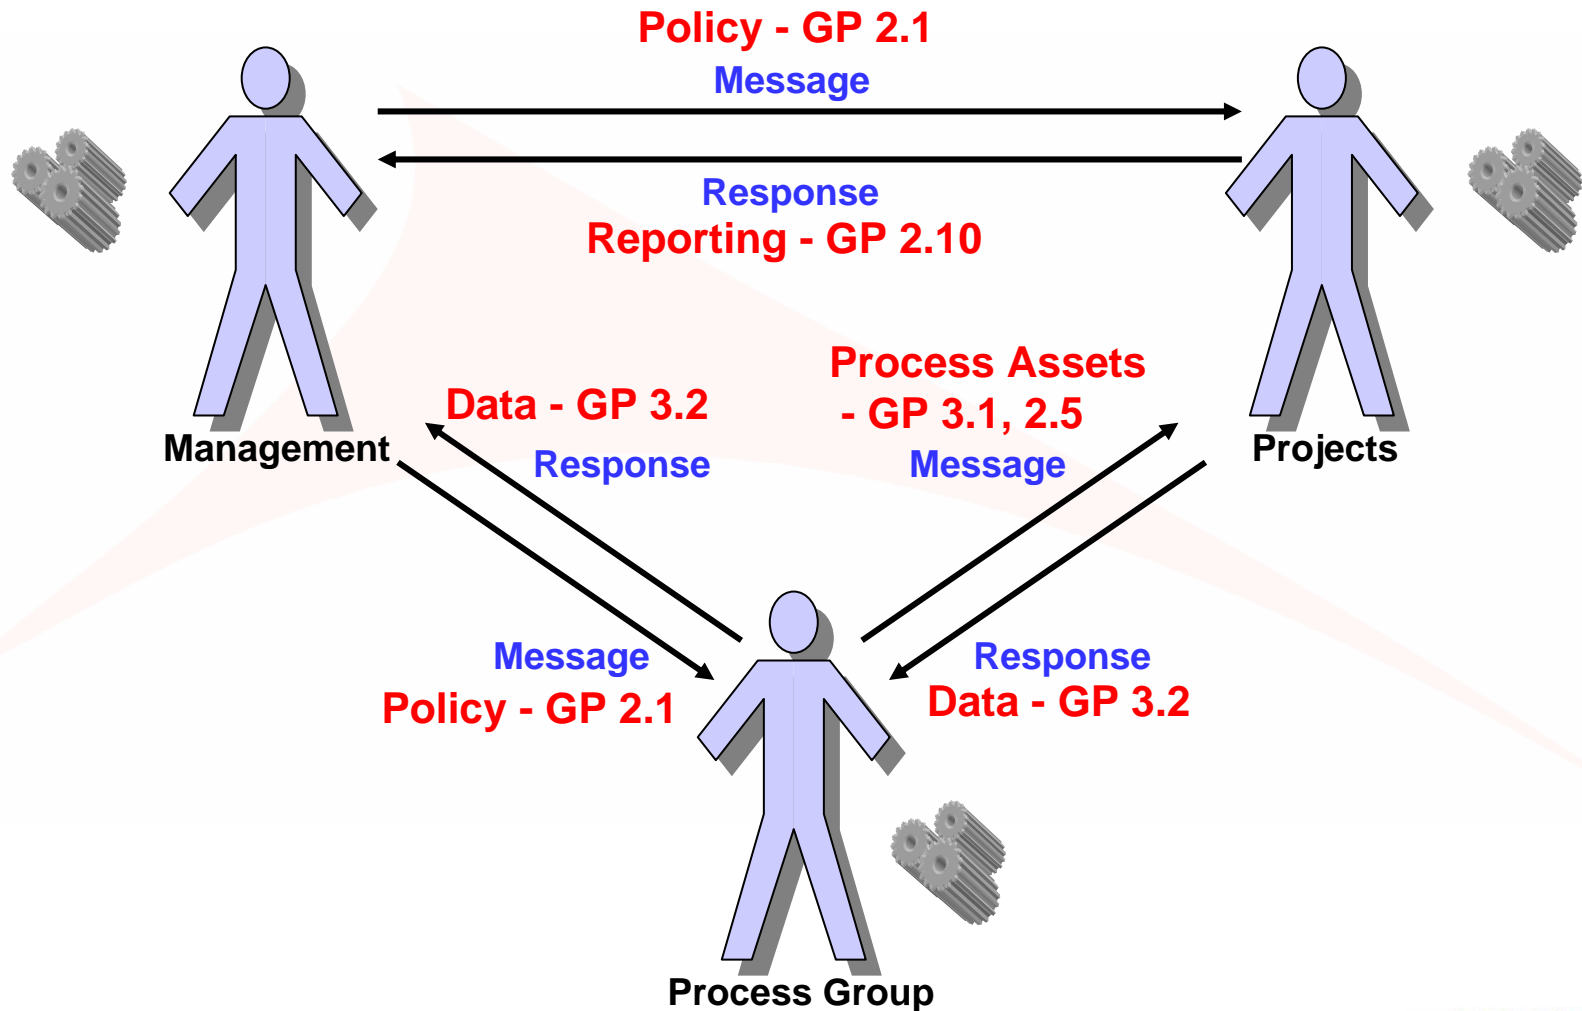 Policy - GP 2.1
Message
Response
Reporting - GP 2.10
Process Assets
- GP 3.1, 2.5
Data - GP 3.2
Management
Projects
Response
Message
Message
Response
Policy - GP 2.1
Data - GP 3.2
Process Group